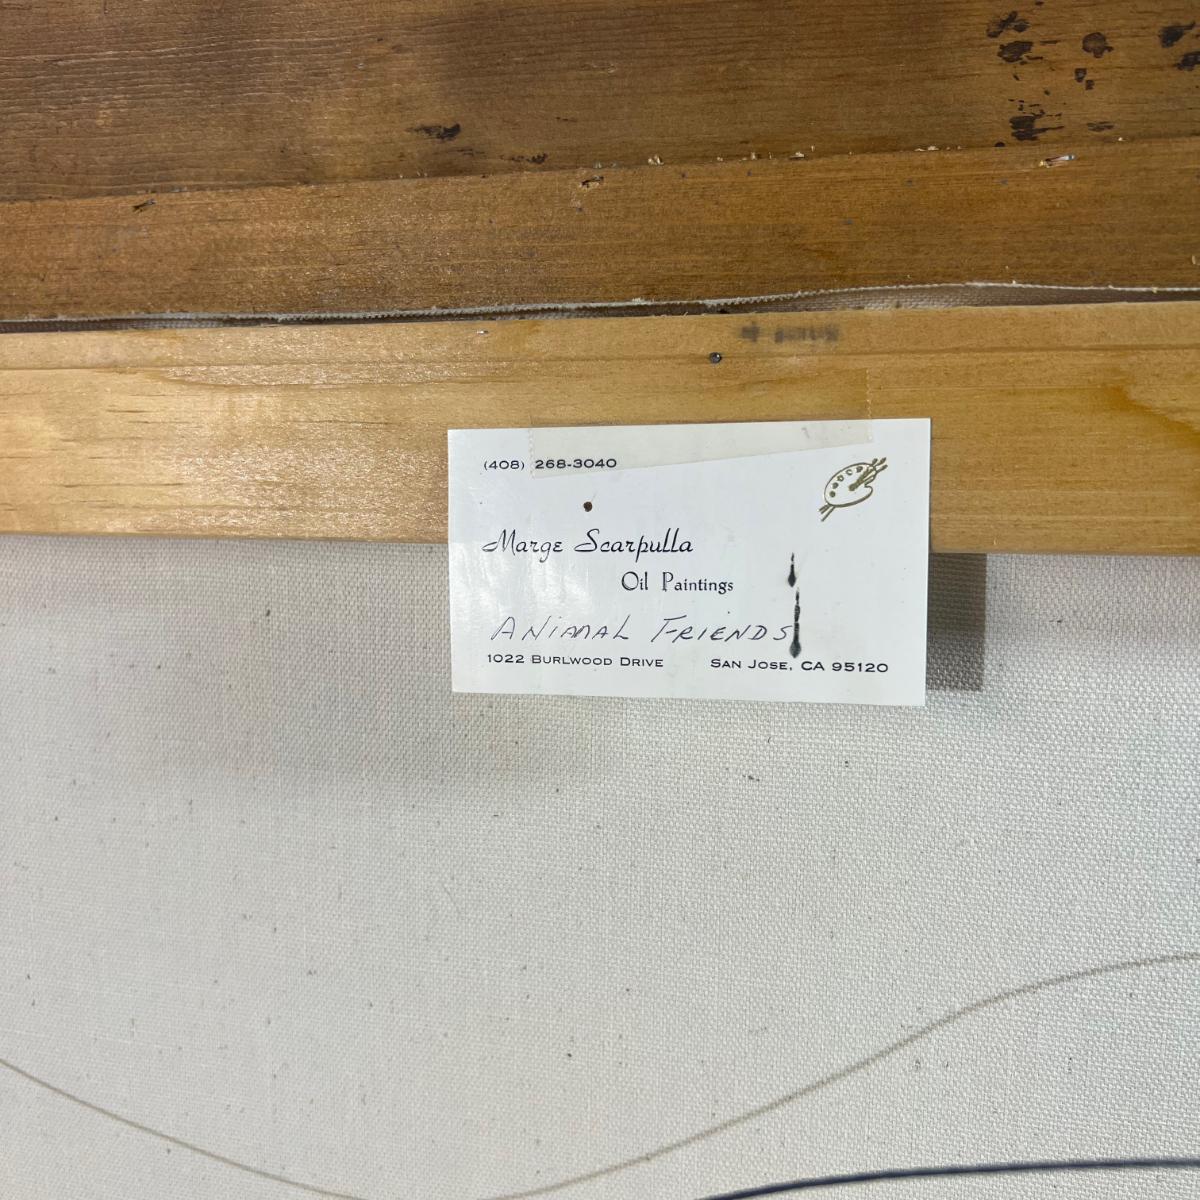 (408) 268-3040
Marge Scarpulla
Oil Paintings
ANIMAL FRIENDS
1022 BURLWOOD DRIVE SAN JOSE, CA 95120